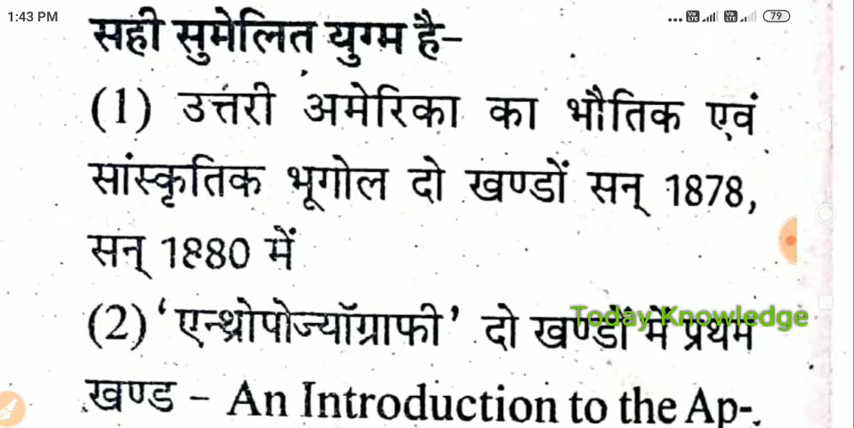 1:43 PM
79
सही सुमेलित युग्म है-
(1) उत्तरी अमेरिका का भौतिक एवं
सांस्कृतिक भूगोल दो खण्डों सन् 1878,
सन् 1880 में
(2) 'एन्थ्रोपोज्यॉग्राफी' दो खण्डों में प्रथम
Today Knowledge
खण्ड - An Introduction to the Ap-